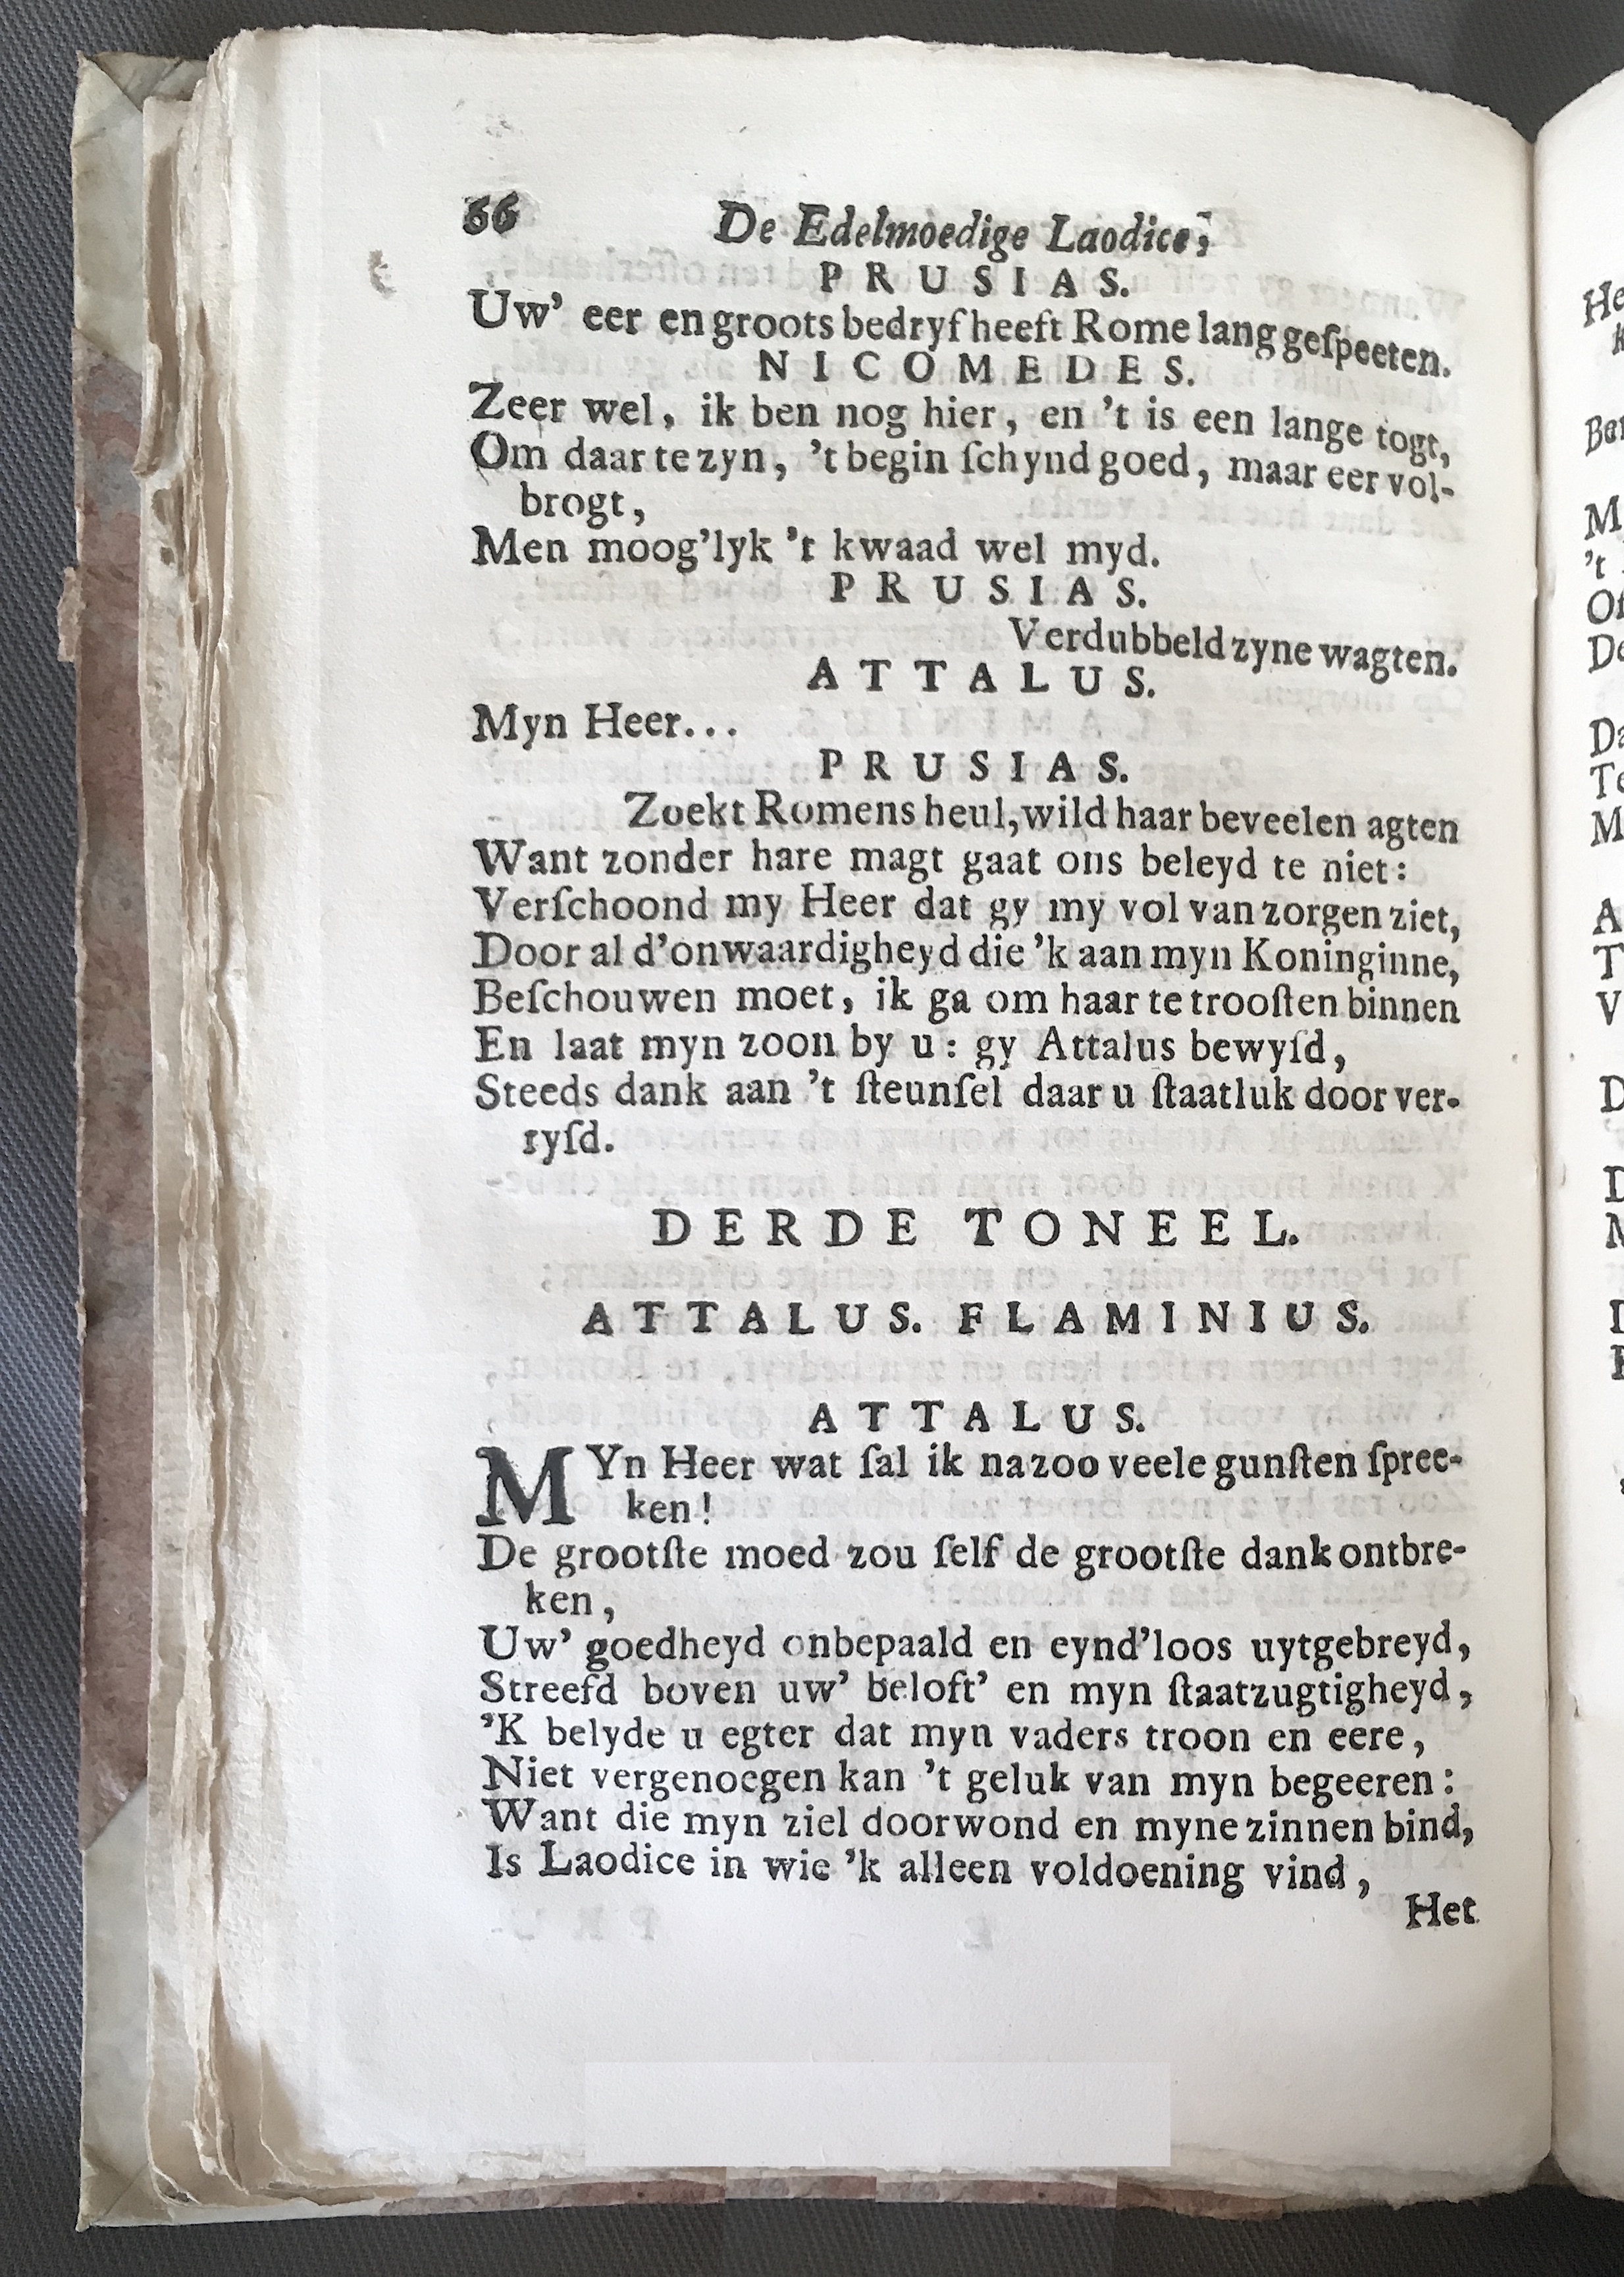 66 De Edelmoedige Laodice,
PRUSIAS.
Uw' eer en groots bedryf heeft Rome lang geſpeeten.
NICOMEDES.
Zeer wel, ik ben nog hier, en 't is een lange togt,
Om daar te zyn, 't begin ſchynd goed, maar eer vol-
brogt,
Men moog'lyk 't kwaad wel myd.
PRUSIAS.
Verdubbeld zyne wagten.
ATTALUS.
Myn Heer...
PRUSIAS.
Zoekt Romens heul, wild haar beveelen agten
Want zonder hare magt gaat ons beleyd te niet:
Verſchoond my Heer dat gy my vol van zorgen ziet,
Door al d'onwaardigheyd die 'k aan myn Koninginne,
Beſchouwen moet, ik ga om haar te trooſten binnen
En laat myn zoon by u: gy Attalus bewyſd,
Steeds dank aan 't ſteunſel daar u ſtaatluk door ver-
ryſd.
DERDE TONEEL.
ATTALUS. FLAMINIUS.
ATTALUS.
MYn Heer wat ſal ik na zoo veele gunſten ſpree-
ken!
De grootſte moed zou ſelf de grootſte dank ontbre-
ken,
Uw' goedheyd onbepaald en eynd'loos uytgebreyd,
Streefd boven uw' beloft' en myn ſtaatzugtigheyd,
'K belyde u egter dat myn vaders troon en eere,
Niet vergenoegen kan 't geluk van myn begeeren:
Want die myn ziel doorwond en myne zinnen bind,
Is Laodice in wie 'k alleen voldoening vind,
Het